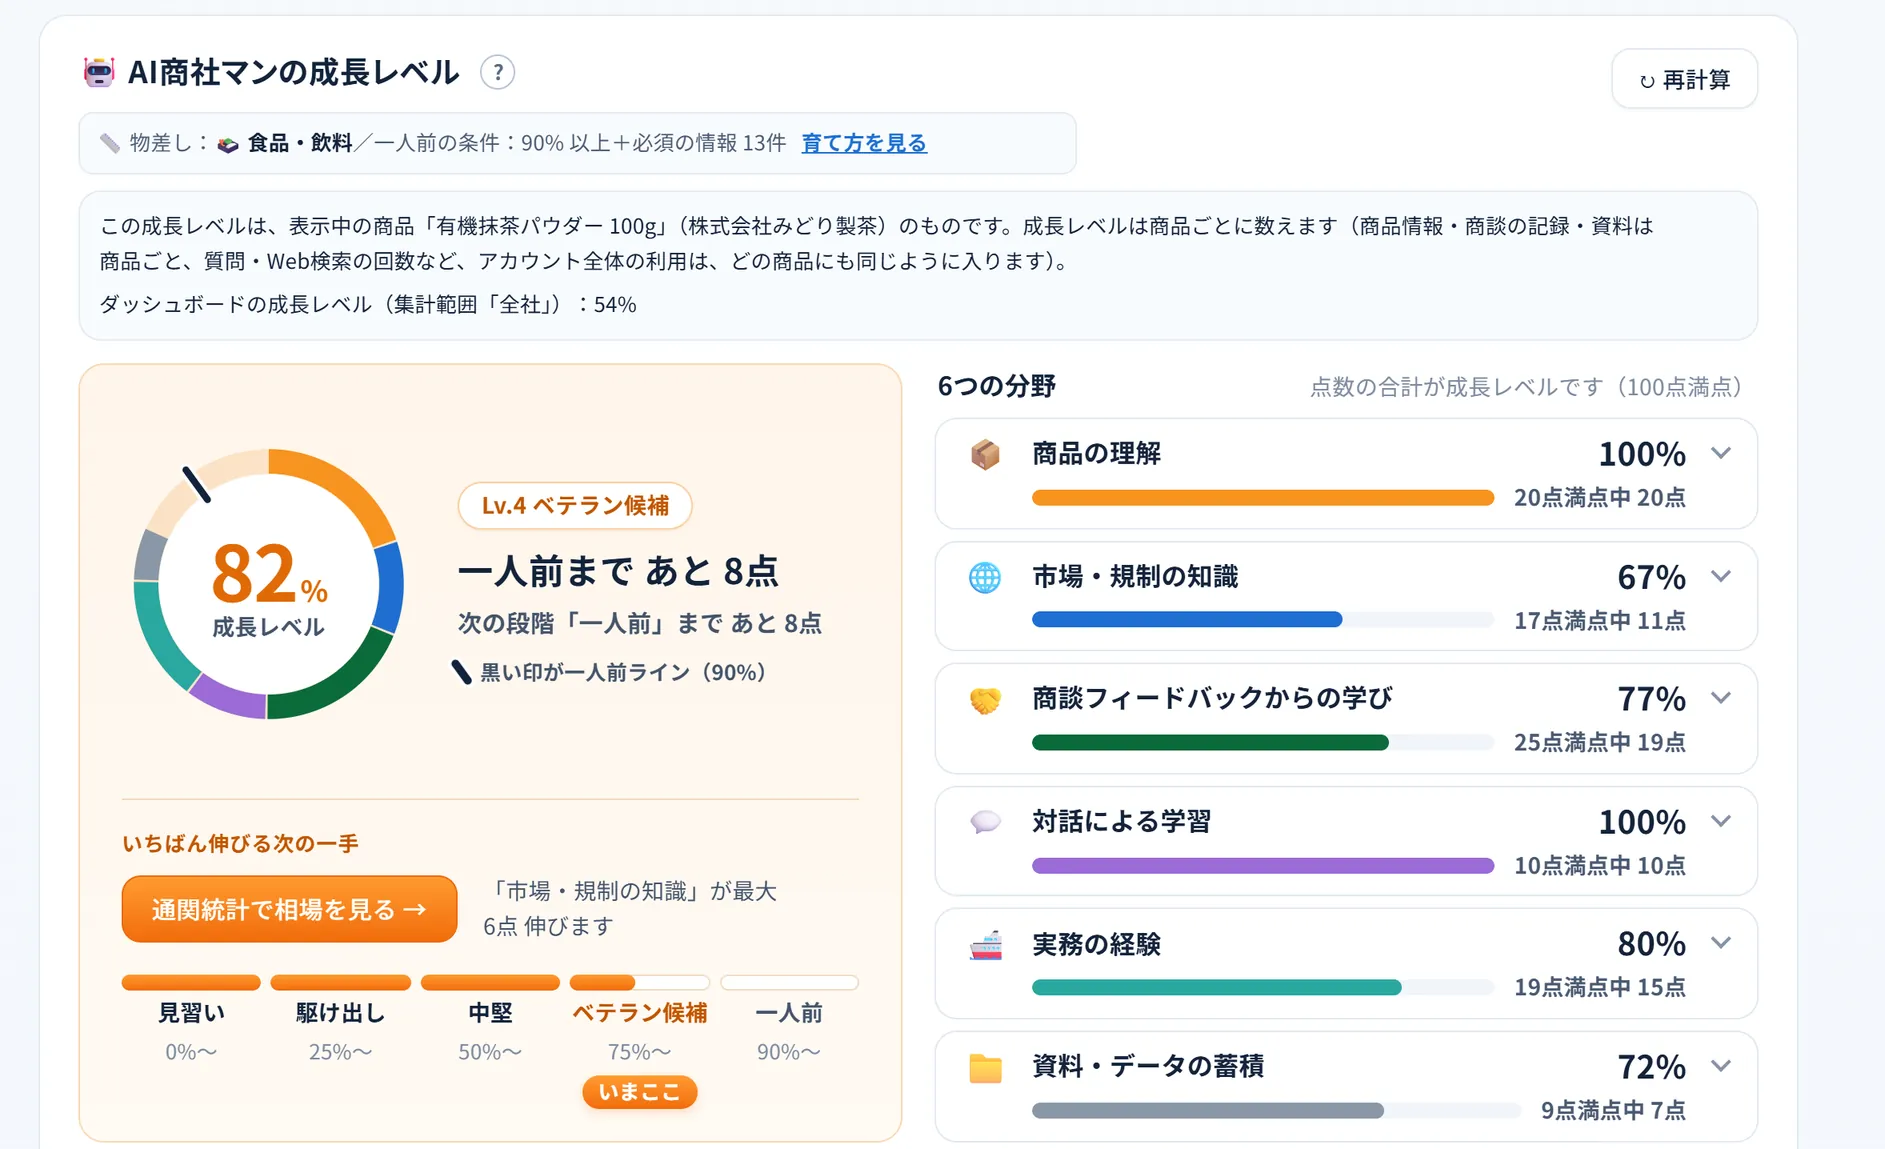 AI商社マンの成長レベル ?
↻ 再計算
物差し： 食品・飲料／一人前の条件：90% 以上＋必須の情報 13件 育て方を見る
この成長レベルは、表示中の商品「有機抹茶パウダー 100g」（株式会社みどり製茶）のものです。成長レベルは商品ごとに数えます（商品情報・商談の記録・資料は
商品ごと、質問・Web検索の回数など、アカウント全体の利用は、どの商品にも同じように入ります）。
ダッシュボードの成長レベル（集計範囲「全社」）：54%
82%
成長レベル
Lv.4 ベテラン候補
一人前まで あと 8点
次の段階「一人前」まで あと 8点
黒い印が一人前ライン（90%）
いちばん伸びる次の一手
通関統計で相場を見る →
「市場・規制の知識」が最大
6点 伸びます
見習い 駆け出し 中堅 ベテラン候補 一人前
0%〜 25%〜 50%〜 75%〜 90%〜
いまここ
6つの分野 点数の合計が成長レベルです（100点満点）
商品の理解 100%
20点満点中 20点
市場・規制の知識 67%
17点満点中 11点
商談フィードバックからの学び 77%
25点満点中 19点
対話による学習 100%
10点満点中 10点
実務の経験 80%
19点満点中 15点
資料・データの蓄積 72%
9点満点中 7点